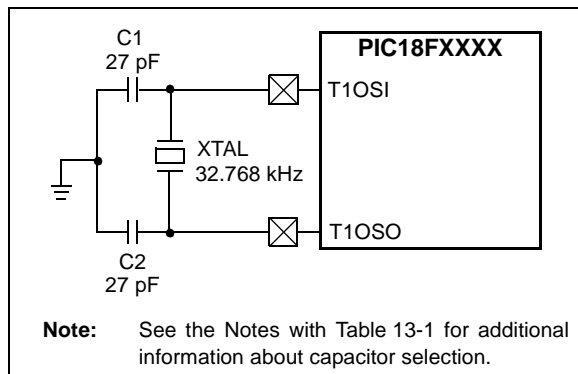 C1
27 pF
PIC18FXXXX
T1OSI
XTAL
32.768 kHz
T1OSO
C2
27 pF
Note: See the Notes with Table 13-1 for additional
information about capacitor selection.